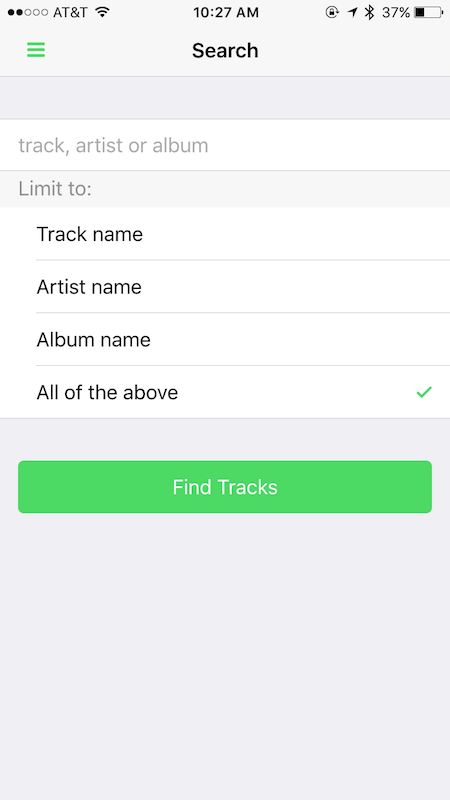 AT&T 10:27 AM 37%
Search
track, artist or album
Limit to:
Track name
Artist name
Album name
All of the above
Find Tracks